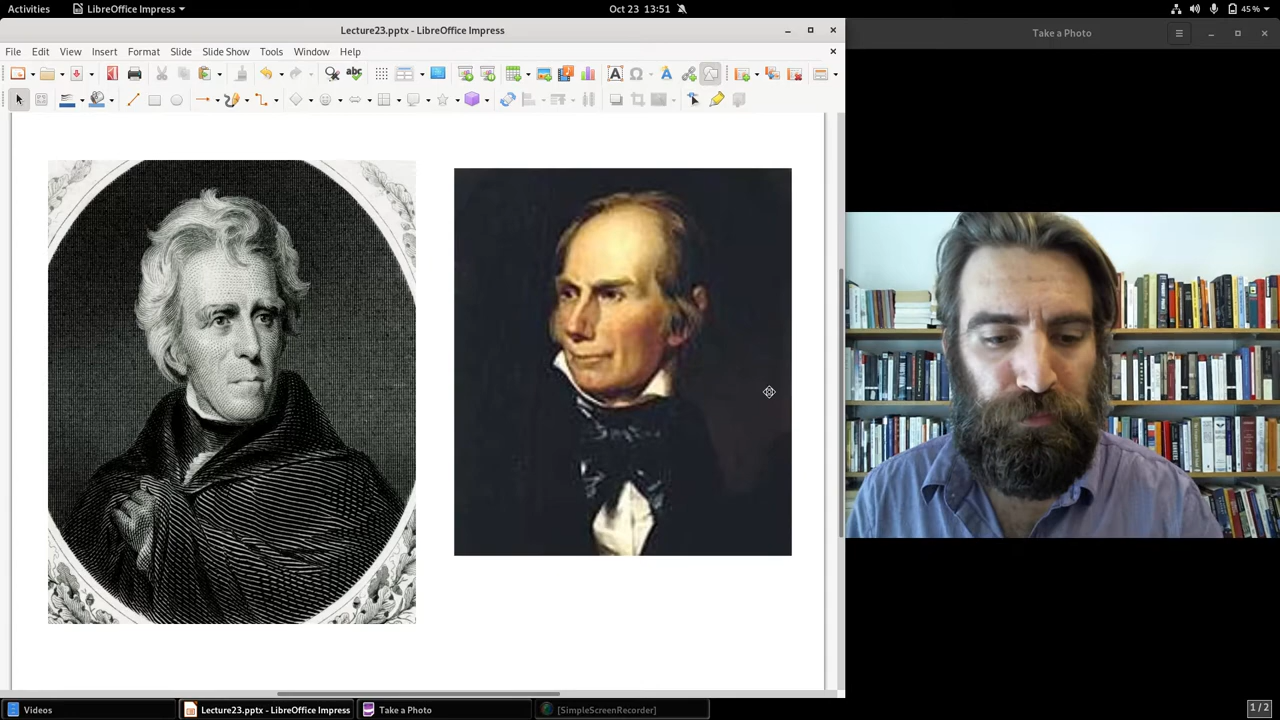 Activities
LibreOffice Impress
Oct 23 13:51
45 %
Lecture23.pptx - LibreOffice Impress
Take a Photo
File Edit View Insert Format Slide Slide Show Tools Window Help
abc
Videos
Lecture23.pptx - LibreOffice Impress
Take a Photo
[SimpleScreenRecorder]
1 / 2